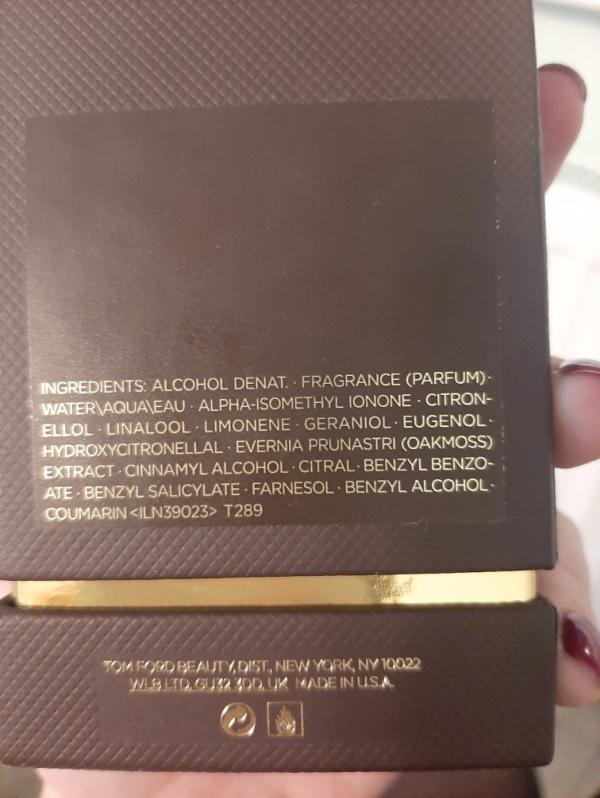 INGREDIENTS: ALCOHOL DENAT. · FRAGRANCE (PARFUM) ·
WATER\AQUA\EAU · ALPHA-ISOMETHYL IONONE · CITRON-
ELLOL · LINALOOL · LIMONENE · GERANIOL · EUGENOL ·
HYDROXYCITRONELLAL · EVERNIA PRUNASTRI (OAKMOSS)
EXTRACT · CINNAMYL ALCOHOL · CITRAL · BENZYL BENZO-
ATE · BENZYL SALICYLATE · FARNESOL · BENZYL ALCOHOL ·
COUMARIN <ILN39023> T289
TOM FORD BEAUTY, DIST., NEW YORK, NY 10022
WLB LTD, GU32 3DD, UK MADE IN U.S.A.